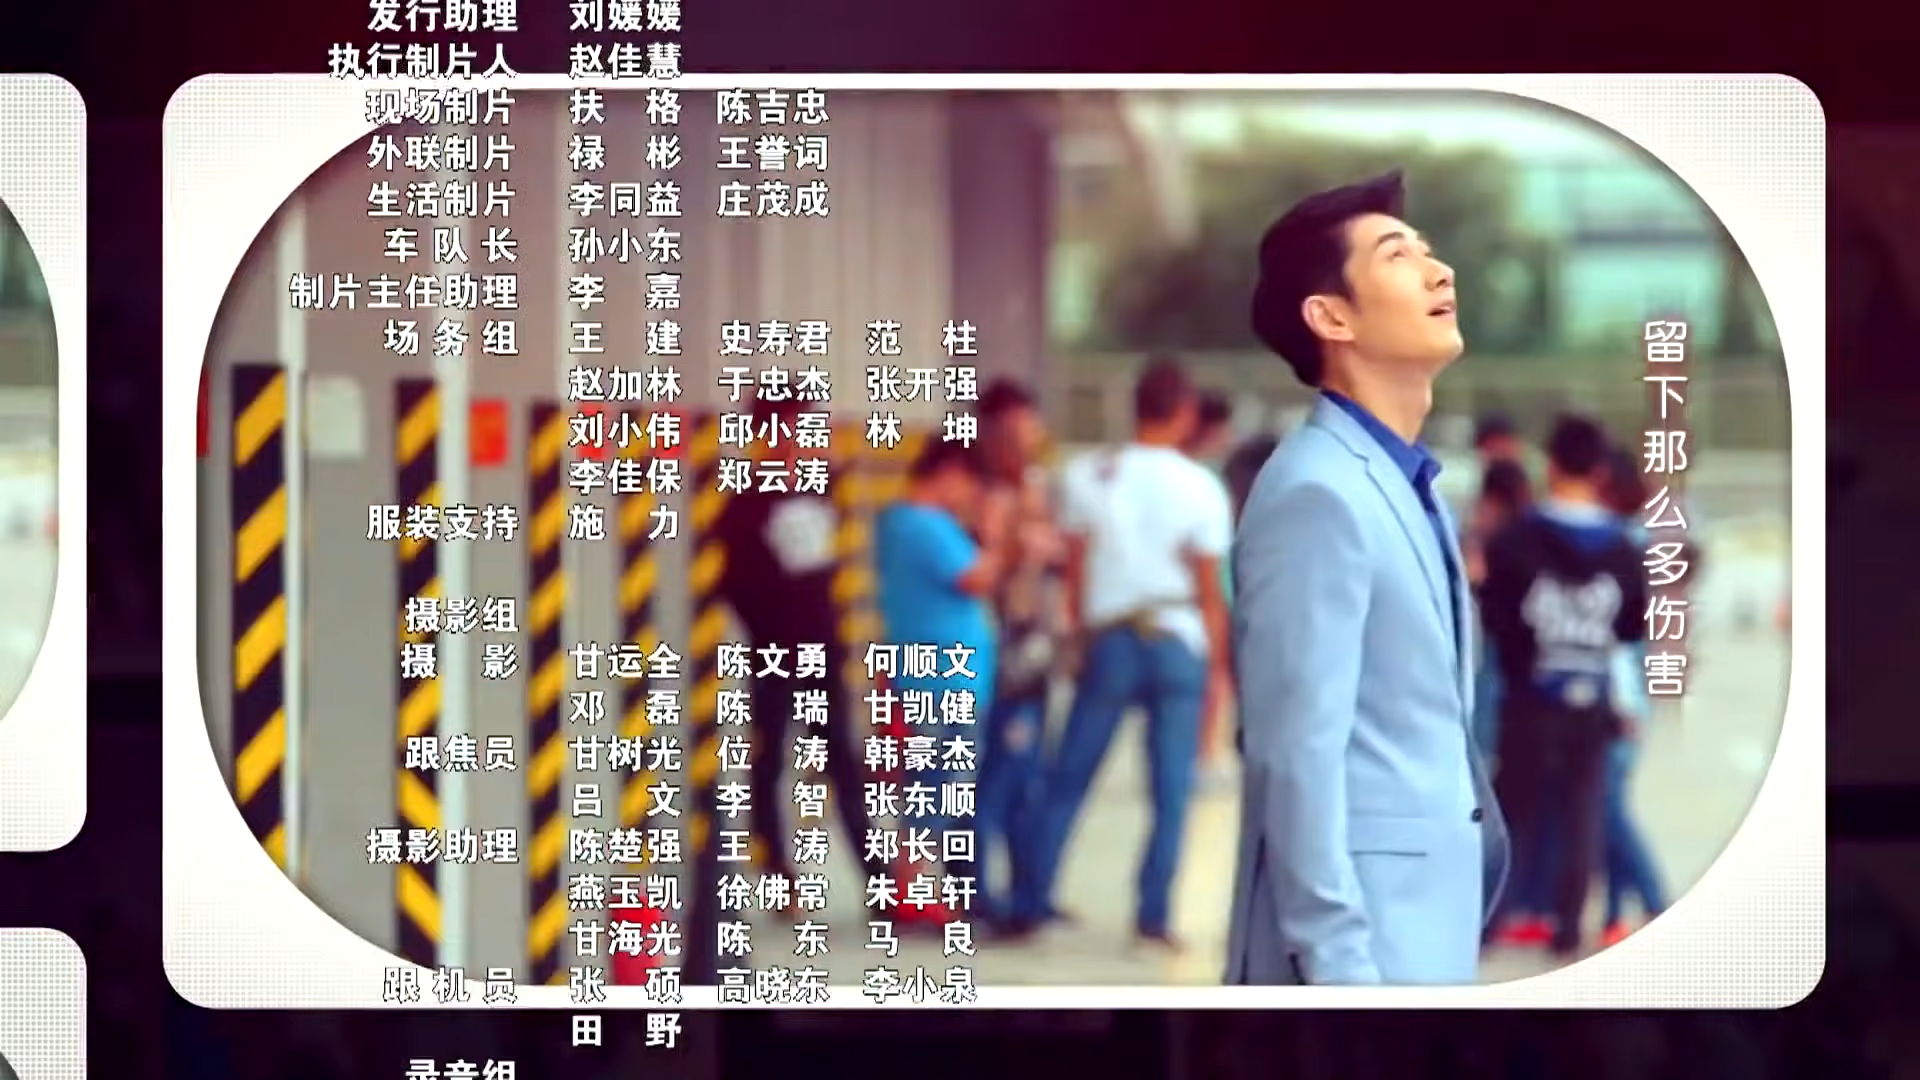 发行助理 刘媛媛
执行制片人 赵佳慧
现场制片 扶格 陈吉忠
外联制片 禄彬 王誉词
生活制片 李同益 庄茂成
车队长 孙小东
制片主任助理 李嘉
场务组 王建 史寿君 范柱
赵加林 于忠杰 张开强
刘小伟 邱小磊 林坤
李佳保 郑云涛
服装支持 施力
摄影组
摄影 甘运全 陈文勇 何顺文
邓磊 陈瑞 甘凯健
跟焦员 甘树光 位涛 韩豪杰
吕文 李智 张东顺
摄影助理 陈楚强 王涛 郑长回
燕玉凯 徐佛常 朱卓轩
甘海光 陈东 马良
跟机员 张硕 高晓东 李小泉
田野
录音组
留下那么多伤害